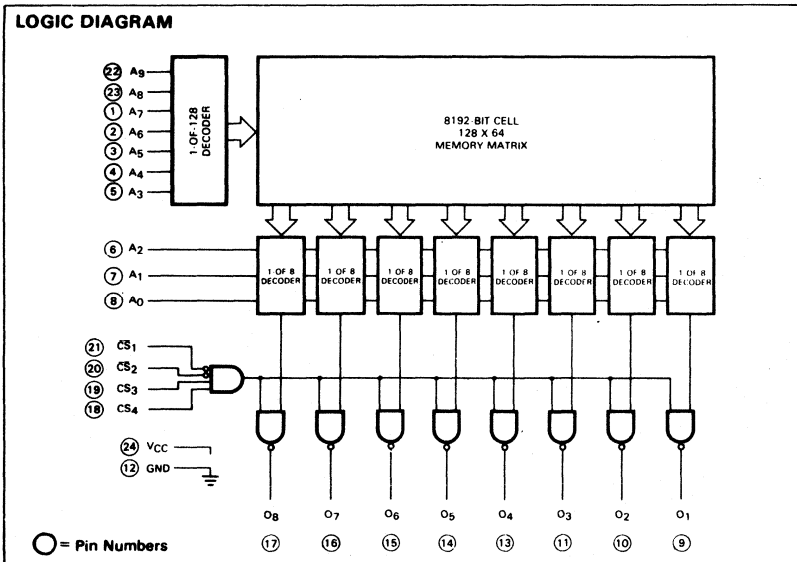 LOGIC DIAGRAM
22 A9
23 A8
1 A7
2 A6
3 A5
4 A4
5 A3
1-OF-128
DECODER
8192-BIT CELL
128 X 64
MEMORY MATRIX
6 A2
7 A1
8 A0
1 OF 8
DECODER
1 OF 8
DECODER
1 OF 8
DECODER
1 OF 8
DECODER
1 OF 8
DECODER
1 OF 8
DECODER
1 OF 8
DECODER
1 OF 8
DECODER
21 C̅S̅1
20 C̅S̅2
19 CS3
18 CS4
24 VCC
12 GND
O8 O7 O6 O5 O4 O3 O2 O1
17 16 15 14 13 11 10 9
= Pin Numbers